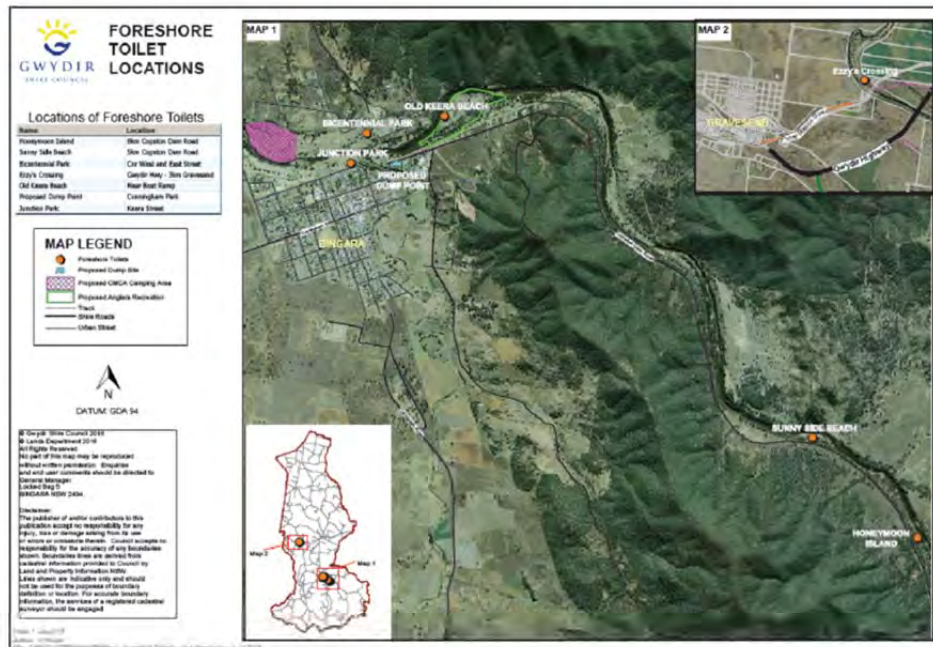 GWYDIR
SHIRE COUNCIL
FORESHORE
TOILET
LOCATIONS
Locations of Foreshore Toilets
Name Location
Honeymoon Island 9km Copeton Dam Road
Sunny Side Beach 5km Copeton Dam Road
Bicentennial Park Cnr West and East Street
Ezzy's Crossing Gwydir Hwy - 3km Gravesend
Old Keera Beach Near Boat Ramp
Proposed Dump Point Cunningham Park
Junction Park Keera Street
MAP LEGEND
Foreshore Toilets
Proposed Dump Site
Proposed CMCA Camping Area
Proposed Anglers Recreation
Track
Shire Roads
Urban Street
N
DATUM: GDA 94
© Gwydir Shire Council 2016
© Lands Department 2016
All Rights Reserved
No part of this map may be reproduced
without written permission. Enquiries
and end user comments should be directed to
General Manager
Locked Bag 5
BINGARA NSW 2404.
Disclaimer:
The publisher of and/or contributors to this
publication accept no responsibility for any
injury, loss or damage arising from its use
or errors or omissions therein. Council accepts no
responsibility for the accuracy of any boundaries
shown. Boundaries lines are derived from
cadastral information provided to Council by
Land and Property Information NSW.
Lines shown are indicative only and should
not be used for the purposes of boundary
definition or location. For accurate boundary
information, the services of a registered cadastral
surveyor should be engaged
MAP 1
OLD KEERA BEACH
BICENTENNIAL PARK
JUNCTION PARK
PROPOSED
DUMP POINT
BINGARA
SUNNY SIDE BEACH
HONEYMOON
ISLAND
MAP 2
Ezzy's Crossing
GRAVESEND
Gwydir Highway
Map 2
Map 1